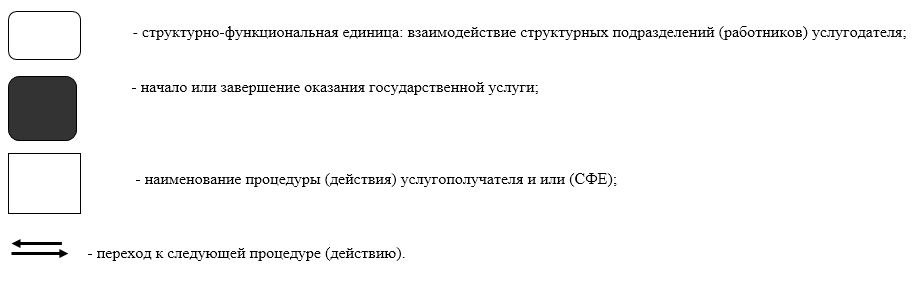 - структурно-функциональная единица: взаимодействие структурных подразделений (работников) услугодателя;
- начало или завершение оказания государственной услуги;
- наименование процедуры (действия) услугополучателя и или (СФЕ);
- переход к следующей процедуре (действию).